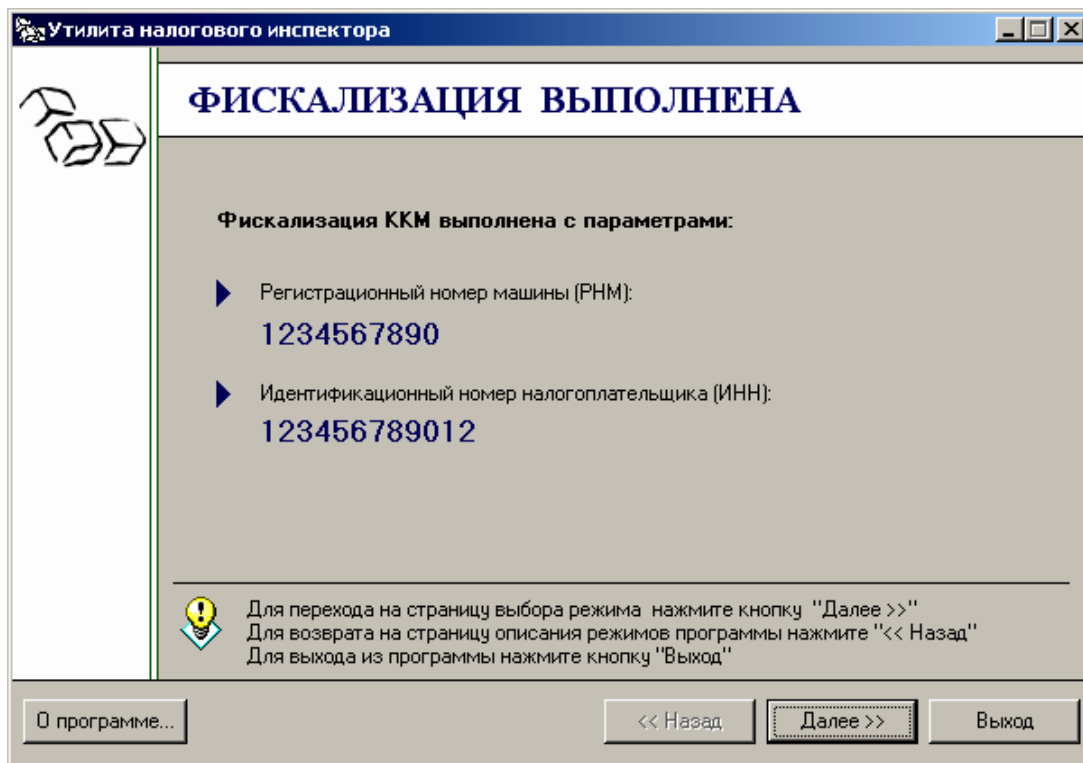 Утилита налогового инспектора
ФИСКАЛИЗАЦИЯ ВЫПОЛНЕНА
Фискализация ККМ выполнена с параметрами:
Регистрационный номер машины (РНМ):
1234567890
Идентификационный номер налогоплательщика (ИНН):
123456789012
Для перехода на страницу выбора режима нажмите кнопку "Далее >>"
Для возврата на страницу описания режимов программы нажмите "<< Назад"
Для выхода из программы нажмите кнопку "Выход"
О программе...
<< Назад
Далее >>
Выход